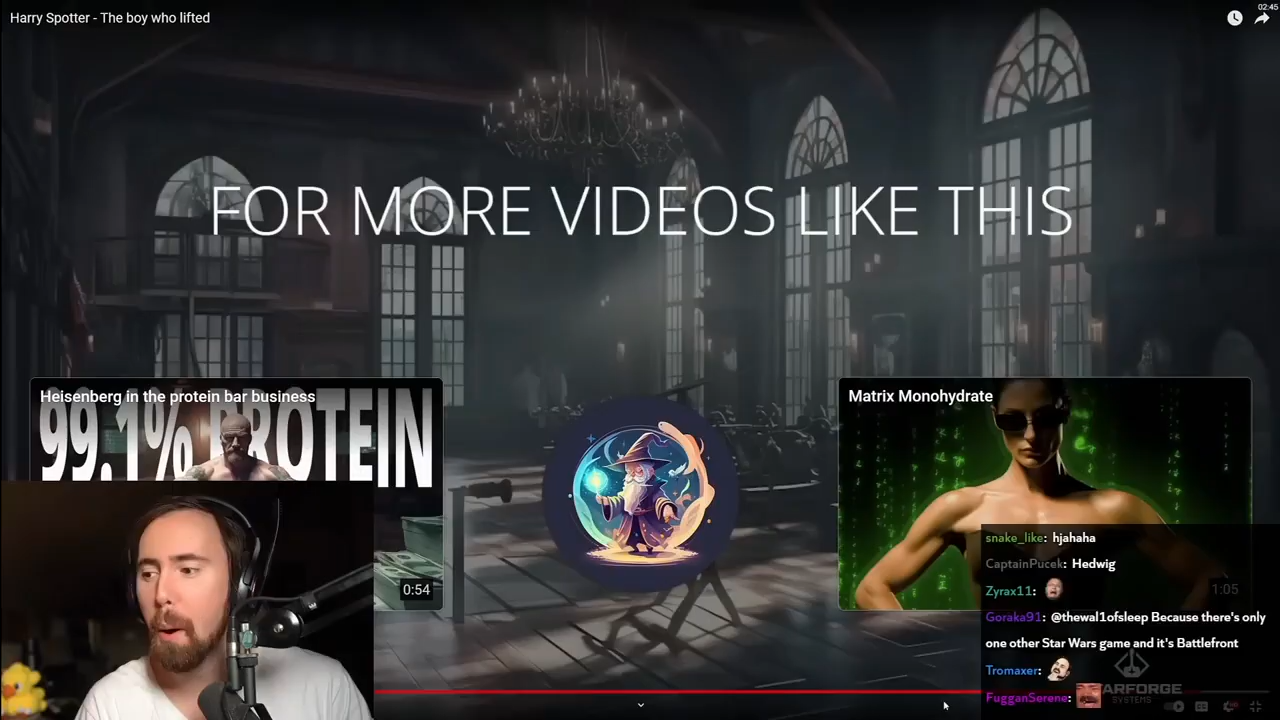 Harry Spotter - The boy who lifted
02:45
FOR MORE VIDEOS LIKE THIS
Heisenberg in the protein bar business
99.1% PROTEIN
0:54
Matrix Monohydrate
1:05
snake_like: hjahaha
CaptainPucek: Hedwig
Zyrax11:
Goraka91: @thewal1ofsleep Because there's only
one other Star Wars game and it's Battlefront
Tromaxer:
FugganSerene:
ARFORGE
SYSTEMS